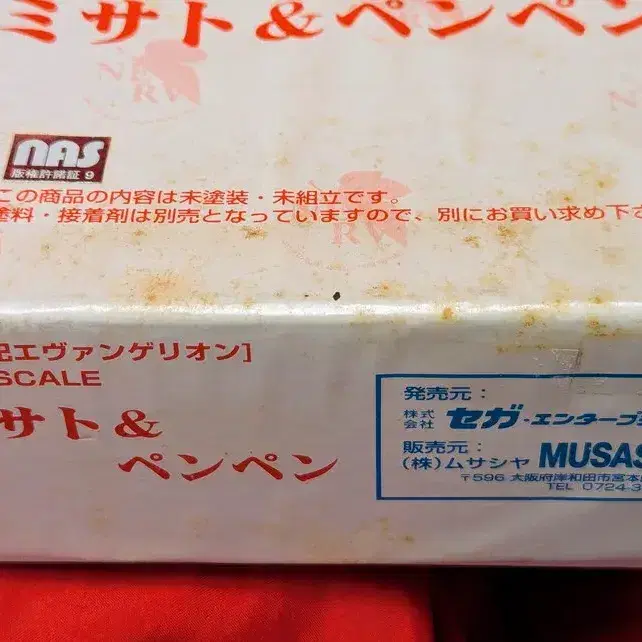 ミサト&ペンペン
NERV
nas
版権許諾証 9
この商品の内容は未塗装・未組立です。
塗料・接着剤は別売となっていますので、別にお買い求め下さ
エヴァンゲリオン]
SCALE
サト&
ペンペン
発売元:
株式会社 セガ・エンタープ
販売元:
(株)ムサシヤ MUSAS
〒596 大阪府岸和田市宮本
TEL 0724-3